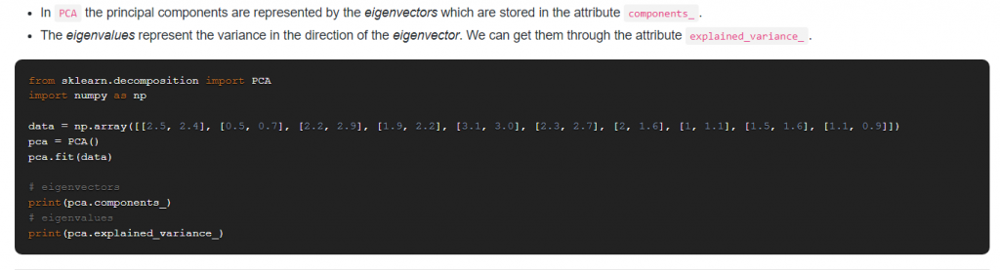 In PCA the principal components are represented by the eigenvectors which are stored in the attribute components_ .
The eigenvalues represent the variance in the direction of the eigenvector. We can get them through the attribute explained_variance_ .
from sklearn.decomposition import PCA
import numpy as np
data = np.array([[2.5, 2.4], [0.5, 0.7], [2.2, 2.9], [1.9, 2.2], [3.1, 3.0], [2.3, 2.7], [2, 1.6], [1, 1.1], [1.5, 1.6], [1.1, 0.9]])
pca = PCA()
pca.fit(data)
# eigenvectors
print(pca.components_)
# eigenvalues
print(pca.explained_variance_)